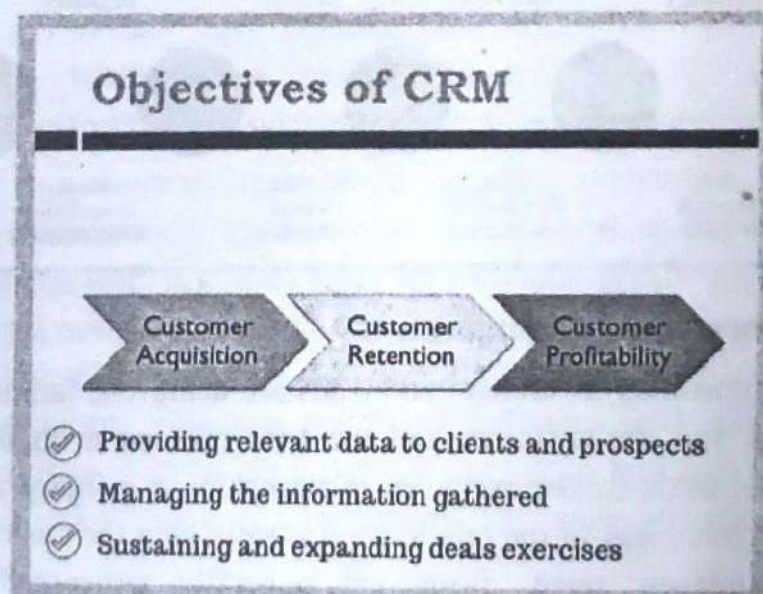 Objectives of CRM
Customer Acquisition
Customer Retention
Customer Profitability
Providing relevant data to clients and prospects
Managing the information gathered
Sustaining and expanding deals exercises